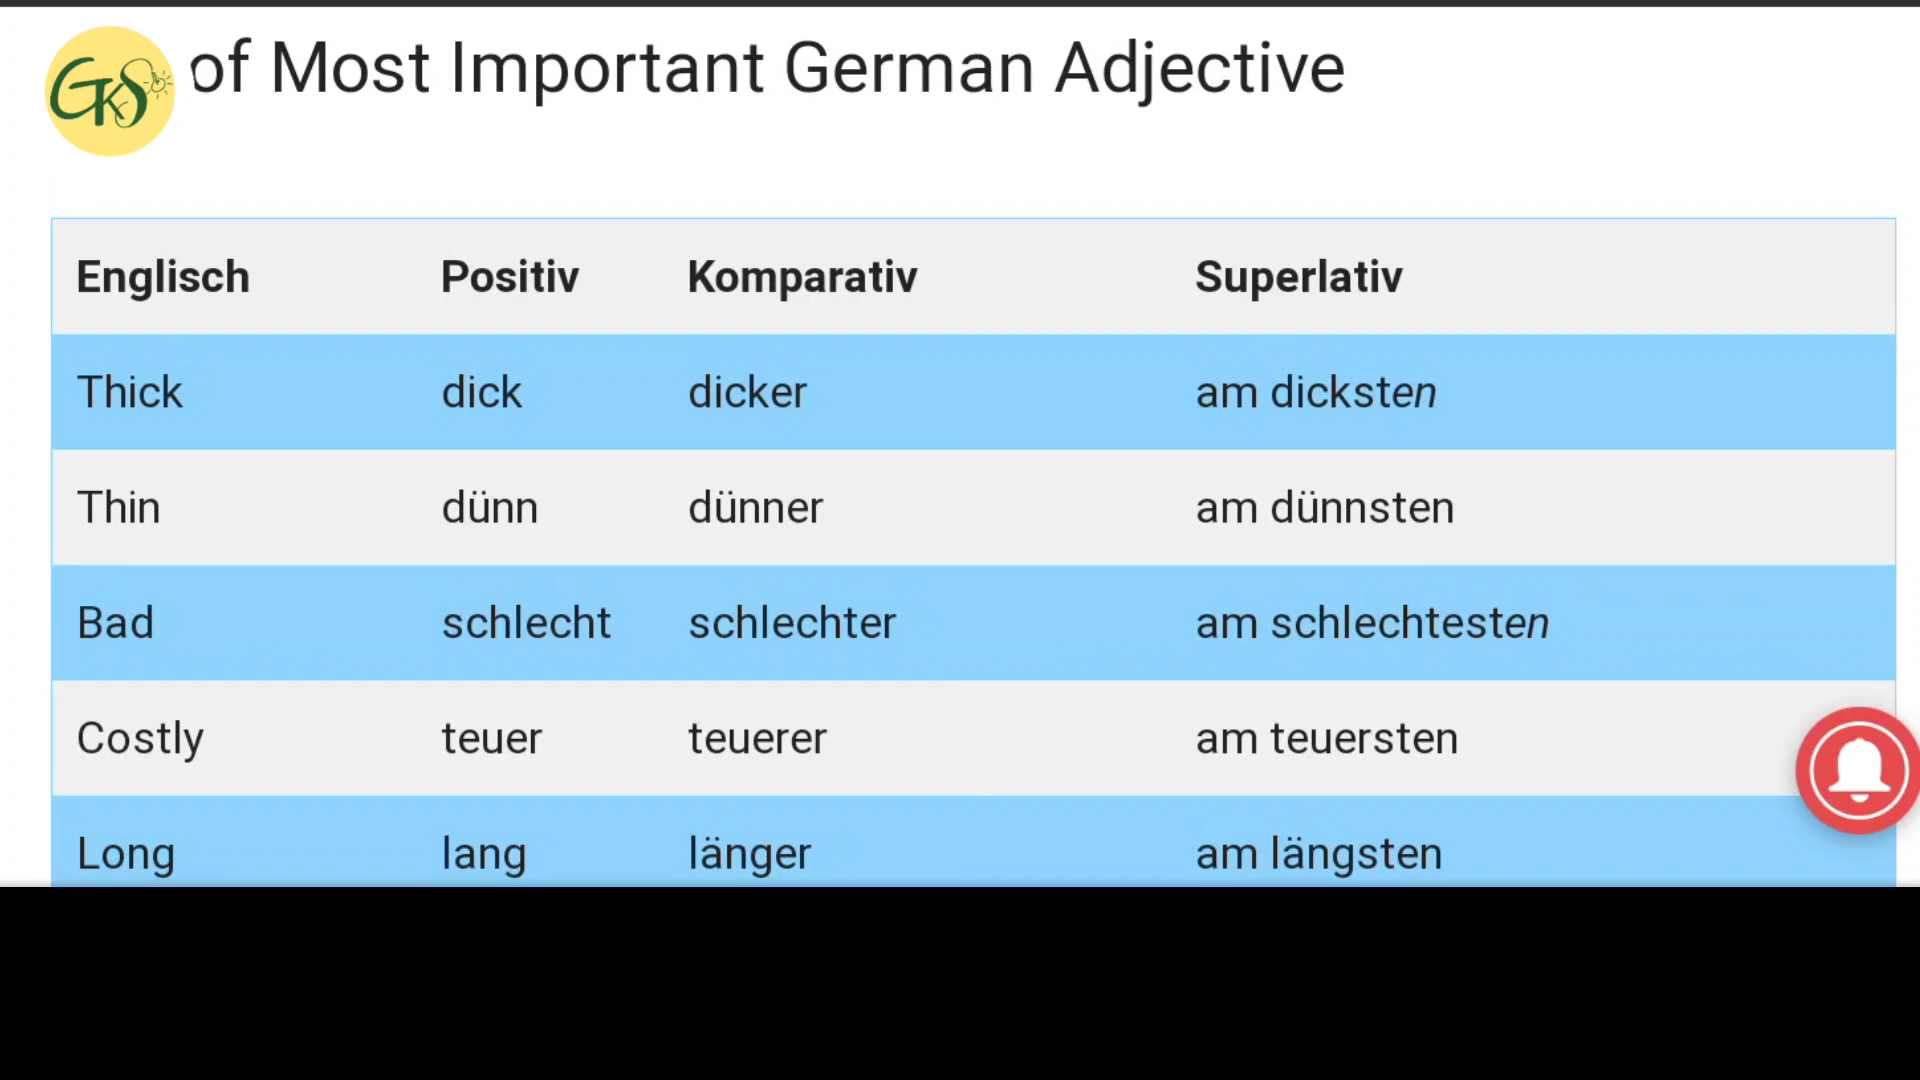 GKS
of Most Important German Adjective
Englisch Positiv Komparativ Superlativ
Thick dick dicker am dicksten
Thin dünn dünner am dünnsten
Bad schlecht schlechter am schlechtesten
Costly teuer teuerer am teuersten
Long lang länger am längsten